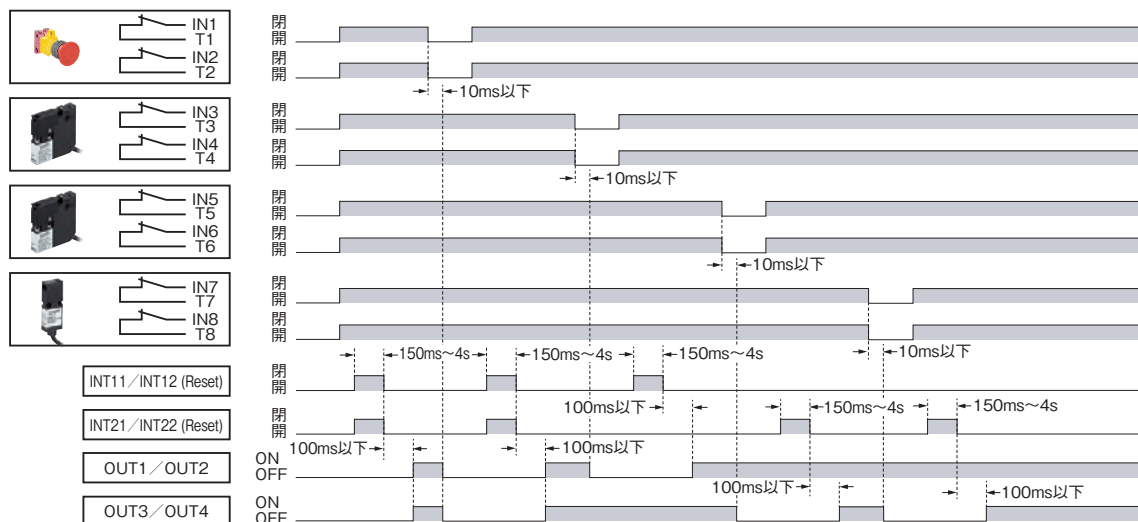 IN1
T1
IN2
T2
閉
開
閉
開
10ms以下
IN3
T3
IN4
T4
閉
開
閉
開
10ms以下
IN5
T5
IN6
T6
閉
開
閉
開
10ms以下
IN7
T7
IN8
T8
閉
開
閉
開
10ms以下
150ms～4s
150ms～4s
150ms～4s
INT11／INT12 (Reset)
閉
開
100ms以下
150ms～4s
150ms～4s
INT21／INT22 (Reset)
閉
開
100ms以下
100ms以下
OUT1／OUT2
ON
OFF
100ms以下
100ms以下
OUT3／OUT4
ON
OFF